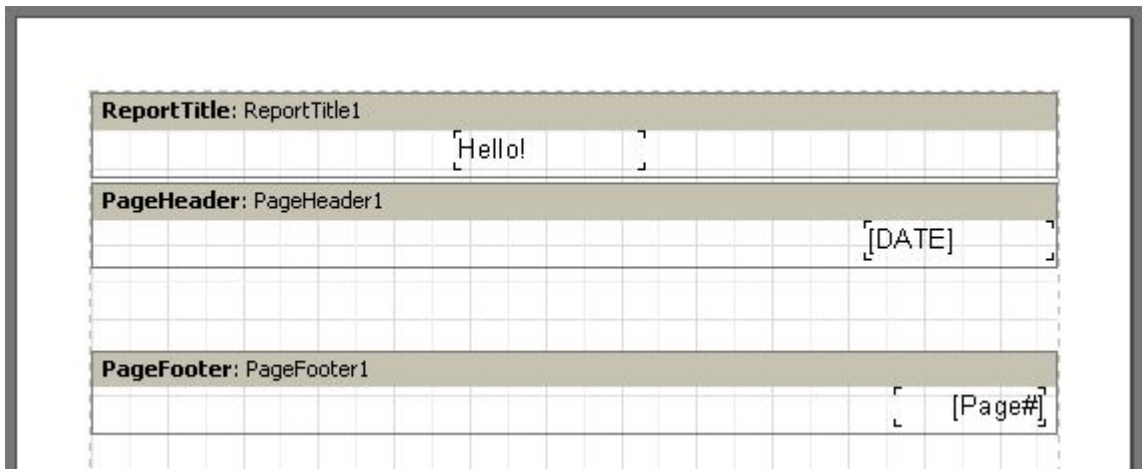 ReportTitle: ReportTitle1
Hello!
PageHeader: PageHeader1
[DATE]
PageFooter: PageFooter1
[Page#]